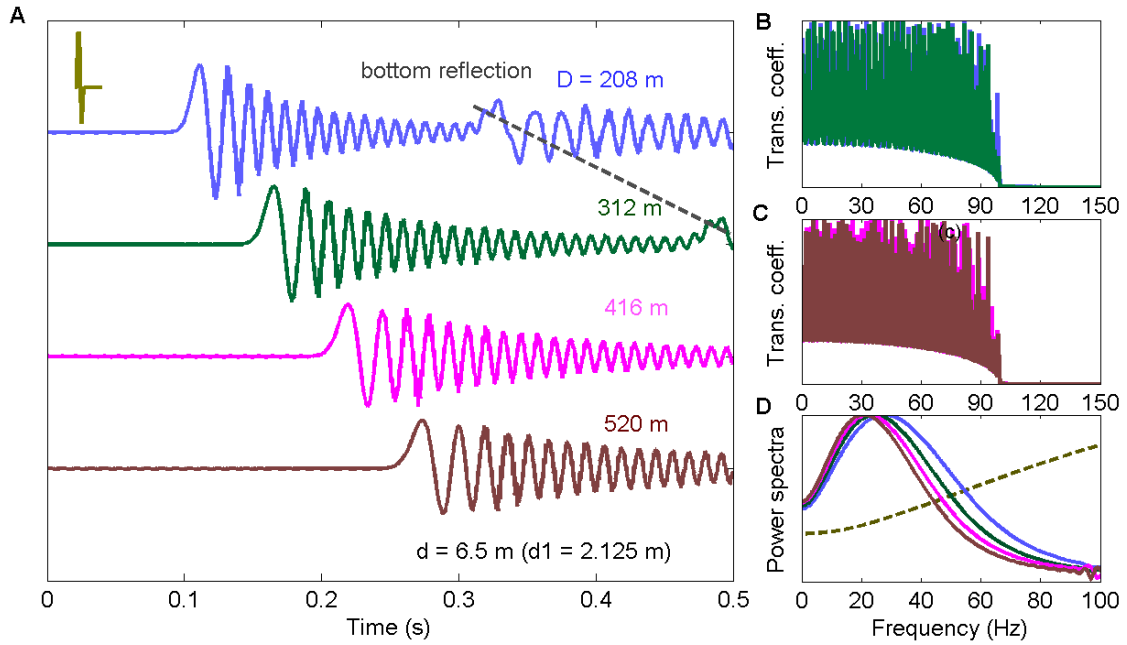 A
bottom reflection
D = 208 m
312 m
416 m
520 m
d = 6.5 m (d1 = 2.125 m)
0 0.1 0.2 0.3 0.4 0.5
Time (s)
B
Trans. coeff.
0 30 60 90 120 150
C
(c)
Trans. coeff.
0 30 60 90 120 150
D
Power spectra
0 20 40 60 80 100
Frequency (Hz)